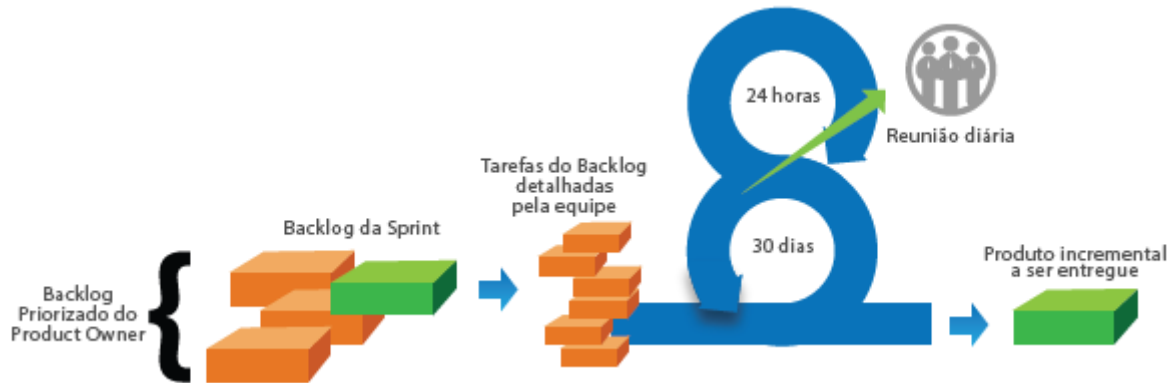 Backlog
Priorizado do
Product Owner
Backlog da Sprint
Tarefas do Backlog
detalhadas
pela equipe
24 horas
30 dias
Reunião diária
Produto incremental
a ser entregue